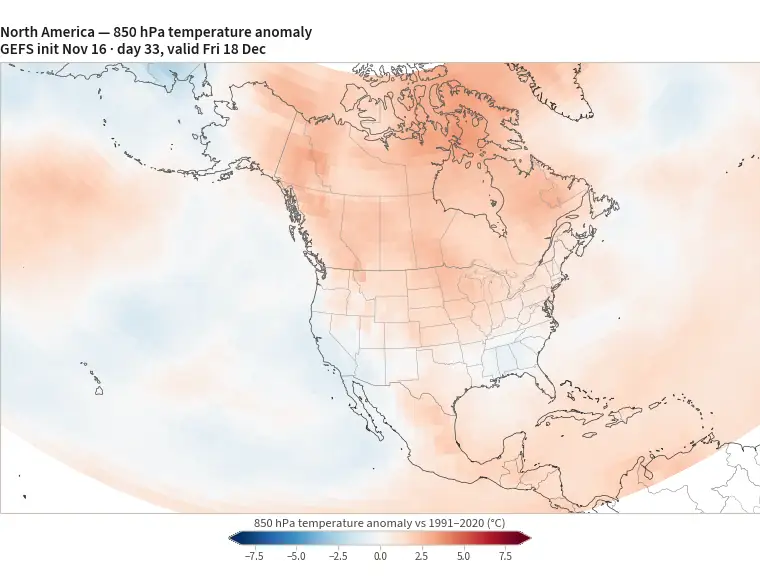 North America — 850 hPa temperature anomaly
GEFS init Nov 16 · day 33, valid Fri 18 Dec
850 hPa temperature anomaly vs 1991–2020 (°C)
−7.5 −5.0 −2.5 0.0 2.5 5.0 7.5